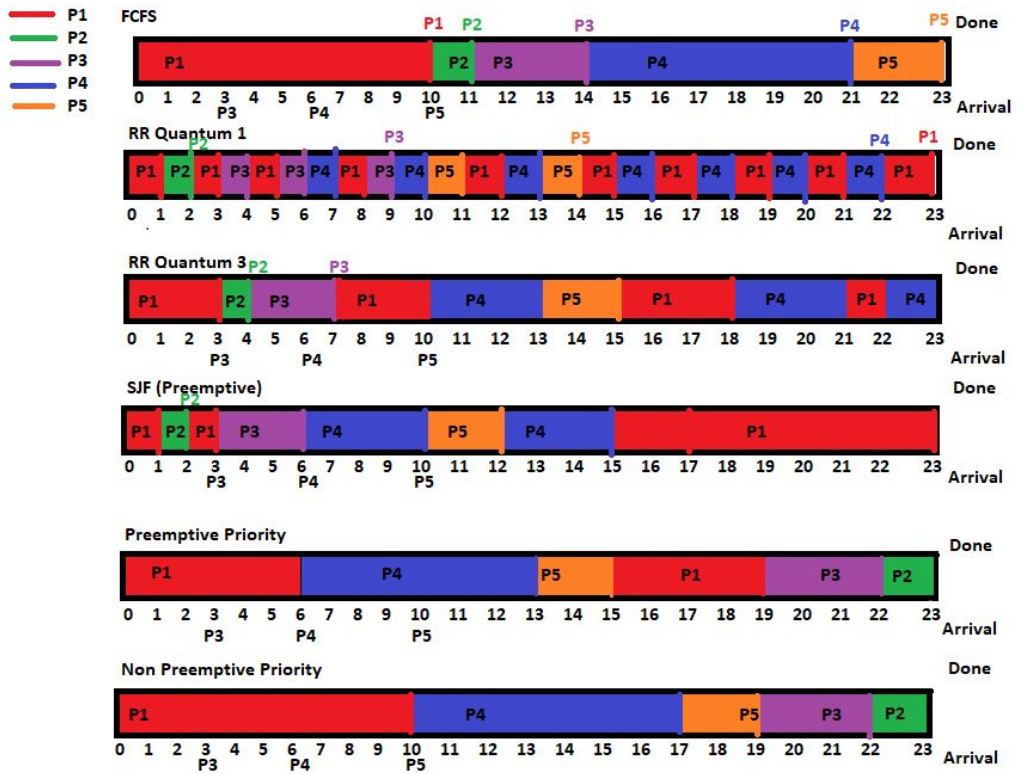 P1
P2
P3
P4
P5
FCFS
P1 P2 P3 P4 P5 Done
P1 P2 P3 P4 P5
0 1 2 3 4 5 6 7 8 9 10 11 12 13 14 15 16 17 18 19 20 21 22 23
P3 P4 P5 Arrival
RR Quantum 1
P2 P3 P5 P4 P1 Done
P1 P2 P1 P3 P1 P3 P4 P1 P3 P4 P5 P1 P4 P5 P1 P4 P1 P4 P1 P4 P1 P4 P1
0 1 2 3 4 5 6 7 8 9 10 11 12 13 14 15 16 17 18 19 20 21 22 23
Arrival
RR Quantum 3
P2 P3 Done
P1 P2 P3 P1 P4 P5 P1 P4 P1 P4
0 1 2 3 4 5 6 7 8 9 10 11 12 13 14 15 16 17 18 19 20 21 22 23
P3 P4 P5 Arrival
SJF (Preemptive) Done
P2
P1 P2 P1 P3 P4 P5 P4 P1
0 1 2 3 4 5 6 7 8 9 10 11 12 13 14 15 16 17 18 19 20 21 22 23
P3 P4 P5 Arrival
Preemptive Priority
Done
P1 P4 P5 P1 P3 P2
0 1 2 3 4 5 6 7 8 9 10 11 12 13 14 15 16 17 18 19 20 21 22 23
P3 P4 P5 Arrival
Non Preemptive Priority Done
P1 P4 P5 P3 P2
0 1 2 3 4 5 6 7 8 9 10 11 12 13 14 15 16 17 18 19 20 21 22 23
P3 P4 P5 Arrival